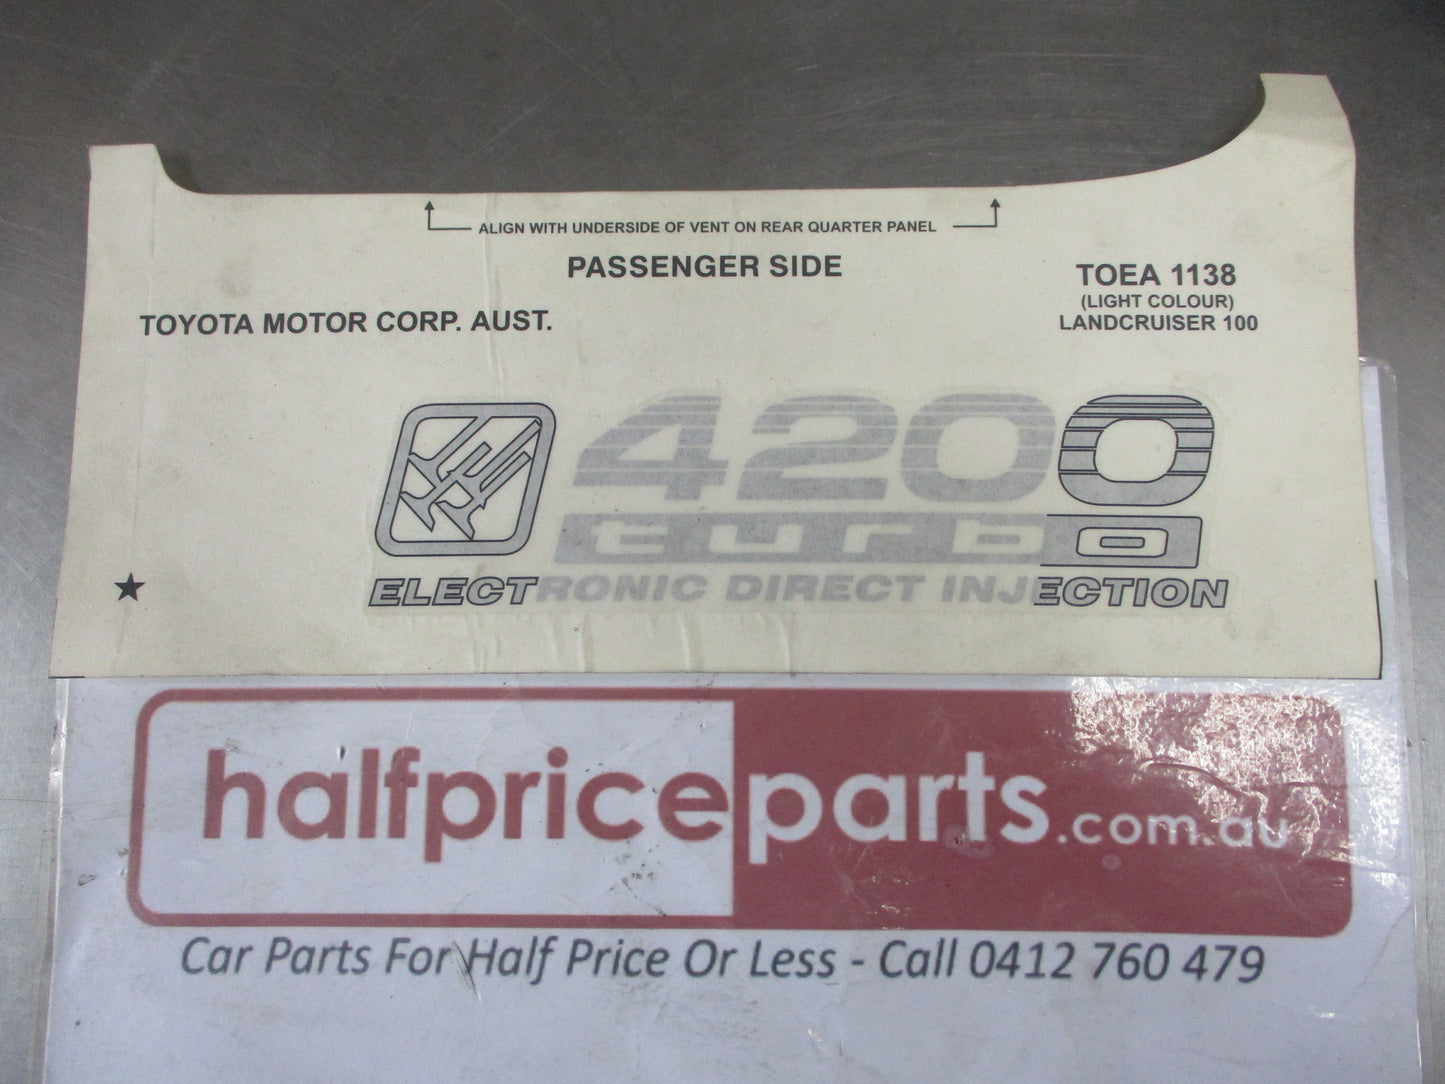 ALIGN WITH UNDERSIDE OF VENT ON REAR QUARTER PANEL
PASSENGER SIDE
TOEA 1138
(LIGHT COLOUR)
LANDCRUISER 100
TOYOTA MOTOR CORP. AUST.
4200
turbo
ELECTRONIC DIRECT INJECTION
halfpriceparts.com.au
Car Parts For Half Price Or Less - Call 0412 760 479